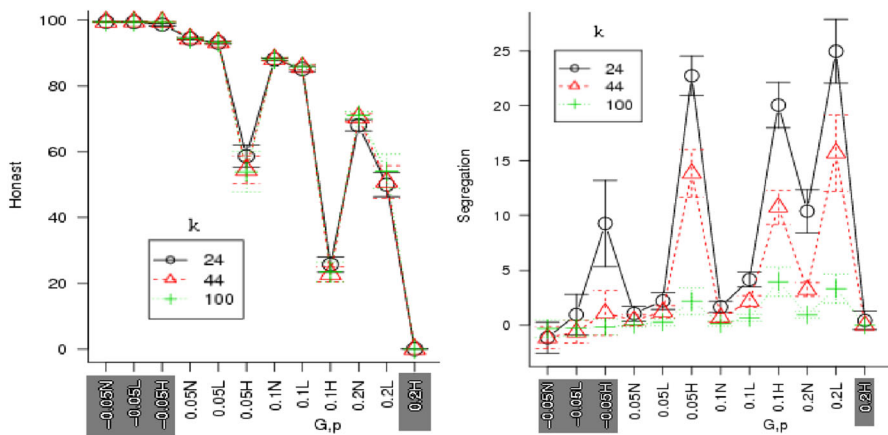 100
80
60
40
20
0
Honest
k
24
44
100
-0.05N
-0.05L
-0.05H
0.05N
0.05L
0.05H
0.1N
0.1L
0.1H
0.2N
0.2L
0.2H
G,p
25
20
15
10
5
0
Segregation
k
24
44
100
-0.05N
-0.05L
-0.05H
0.05N
0.05L
0.05H
0.1N
0.1L
0.1H
0.2N
0.2L
0.2H
G,p